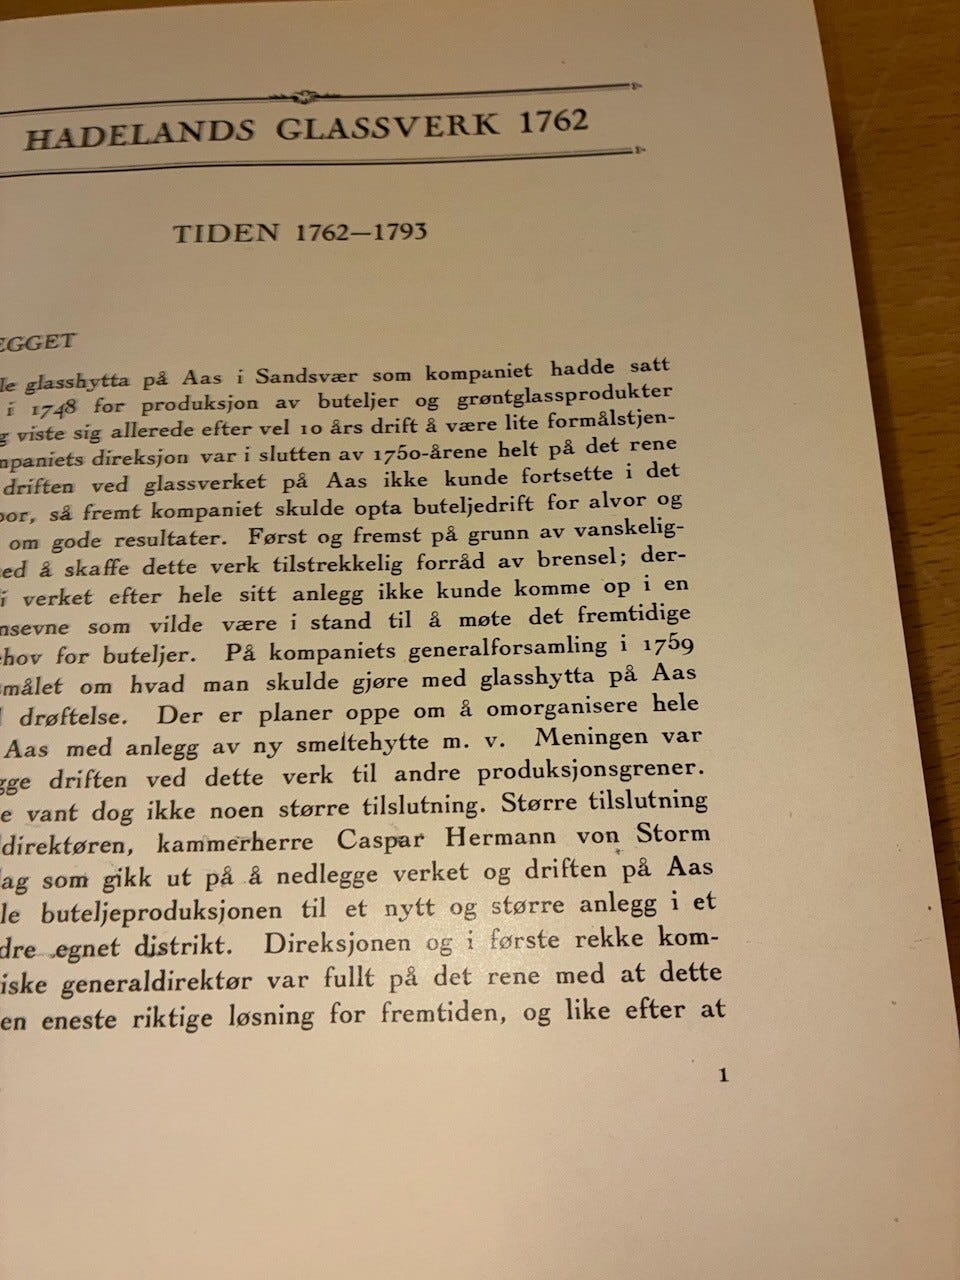 HADELANDS GLASSVERK 1762
TIDEN 1762—1793
EGGET
le glasshytta på Aas i Sandsvær som kompaniet hadde satt
i 1748 for produksjon av buteljer og grøntglassprodukter
g viste sig allerede efter vel 10 års drift å være lite formålstjen-
mpaniets direksjon var i slutten av 1750-årene helt på det rene
driften ved glassverket på Aas ikke kunde fortsette i det
por, så fremt kompaniet skulde opta buteljedrift for alvor og
om gode resultater. Først og fremst på grunn av vanskelig-
ed å skaffe dette verk tilstrekkelig forråd av brensel; der-
i verket efter hele sitt anlegg ikke kunde komme op i en
nsevne som vilde være i stand til å møte det fremtidige
ehov for buteljer. På kompaniets generalforsamling i 1759
smålet om hvad man skulde gjøre med glasshytta på Aas
drøftelse. Der er planer oppe om å omorganisere hele
Aas med anlegg av ny smeltehytte m. v. Meningen var
gge driften ved dette verk til andre produksjonsgrener.
e vant dog ikke noen større tilslutning. Større tilslutning
direktøren, kammerherre Caspar Hermann von Storm
lag som gikk ut på å nedlegge verket og driften på Aas
le buteljeproduksjonen til et nytt og større anlegg i et
dre egnet distrikt. Direksjonen og i første rekke kom-
iske generaldirektør var fullt på det rene med at dette
en eneste riktige løsning for fremtiden, og like efter at
1